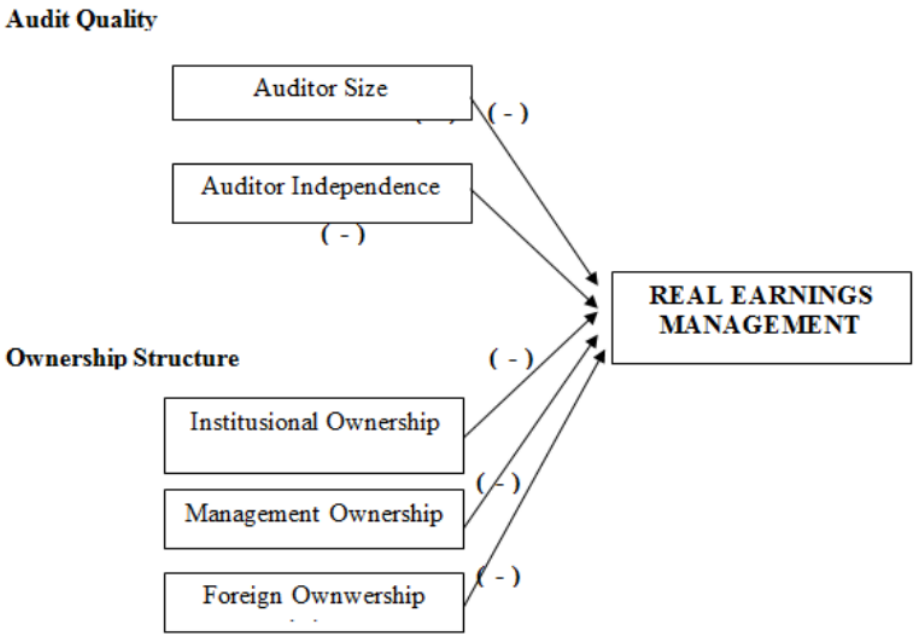 Audit Quality
Auditor Size
( - )
Auditor Independence
( - )
REAL EARNINGS
MANAGEMENT
Ownership Structure
( - )
Institusional Ownership
( - )
Management Ownership
( - )
Foreign Ownwership